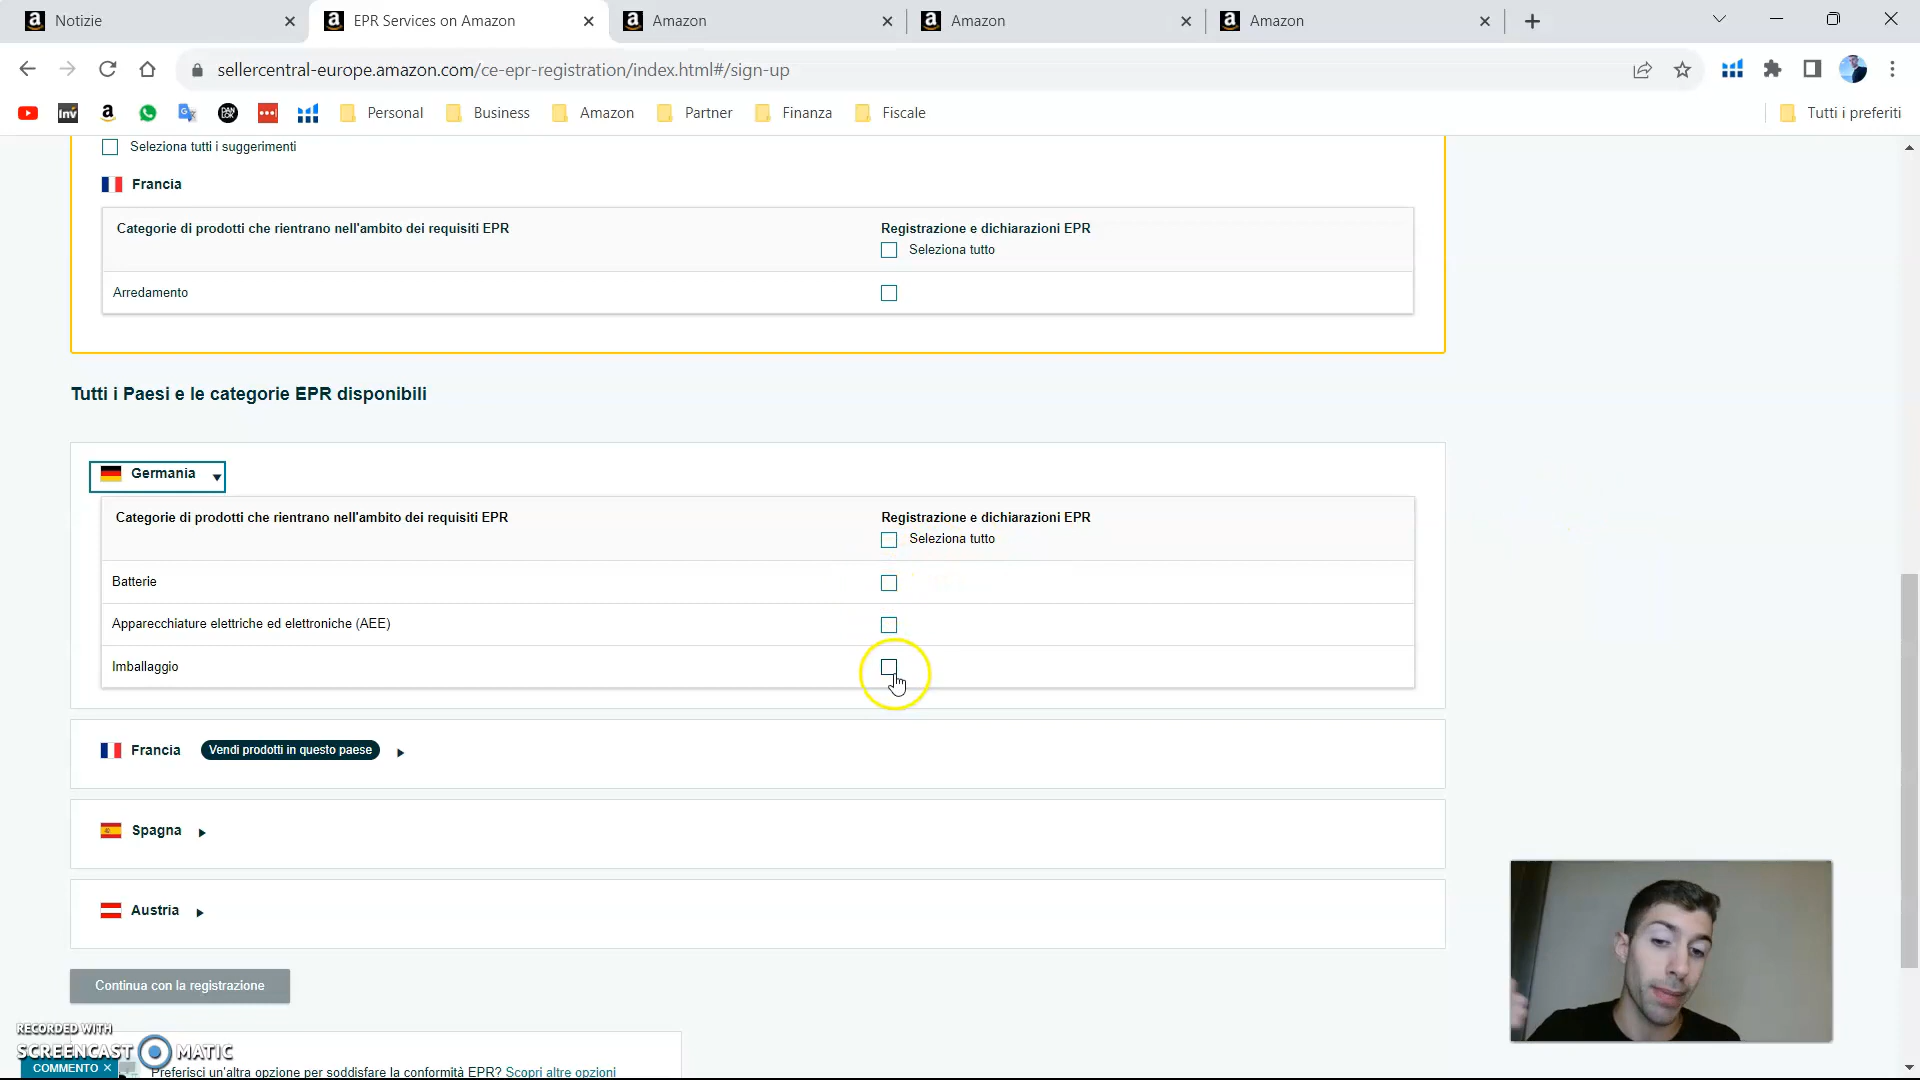 Notizie
EPR Services on Amazon
Amazon
Amazon
Amazon
sellercentral-europe.amazon.com/ce-epr-registration/index.html#/sign-up
Inv
DAN LOK
Personal
Business
Amazon
Partner
Finanza
Fiscale
Tutti i preferiti
Seleziona tutti i suggerimenti
Francia
Categorie di prodotti che rientrano nell'ambito dei requisiti EPR
Registrazione e dichiarazioni EPR
Seleziona tutto
Arredamento
Tutti i Paesi e le categorie EPR disponibili
Germania
Categorie di prodotti che rientrano nell'ambito dei requisiti EPR
Registrazione e dichiarazioni EPR
Seleziona tutto
Batterie
Apparecchiature elettriche ed elettroniche (AEE)
Imballaggio
Francia Vendi prodotti in questo paese
Spagna
Austria
Continua con la registrazione
RECORDED WITH
SCREENCAST MATIC
COMMENTO
Preferisci un'altra opzione per soddisfare la conformità EPR? Scopri altre opzioni